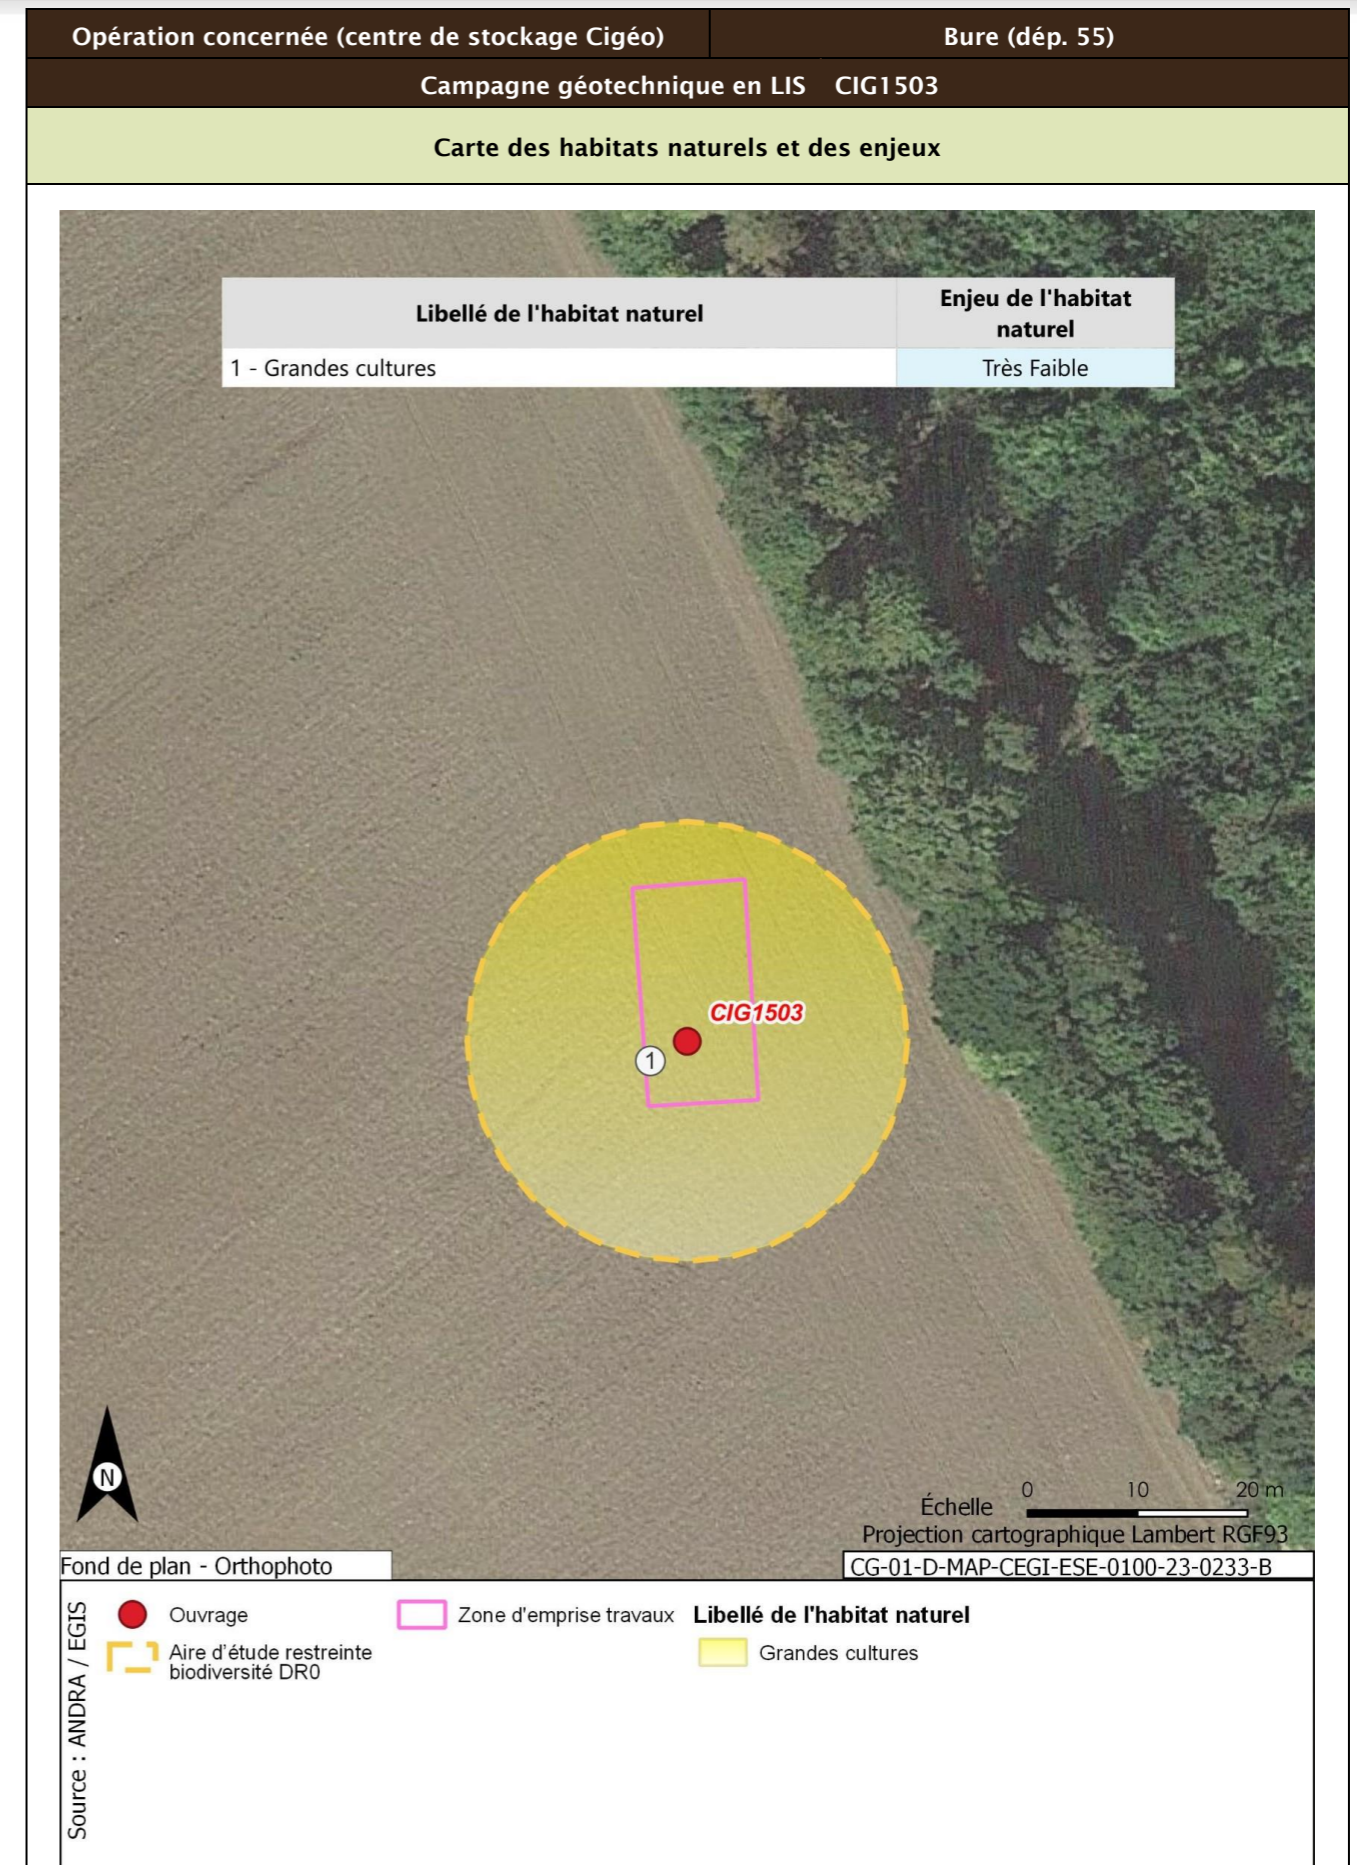 Opération concernée (centre de stockage Cigéo)
Bure (dép. 55)
Campagne géotechnique en LIS CIG1503
Carte des habitats naturels et des enjeux
Libellé de l'habitat naturel
Enjeu de l'habitat
naturel
1 - Grandes cultures
Très Faible
CIG1503
1
N
Échelle
0 10 20 m
Projection cartographique Lambert RGF93
Fond de plan - Orthophoto
CG-01-D-MAP-CEGI-ESE-0100-23-0233-B
Source : ANDRA / EGIS
Ouvrage
Aire d'étude restreinte
biodiversité DR0
Zone d'emprise travaux
Libellé de l'habitat naturel
Grandes cultures